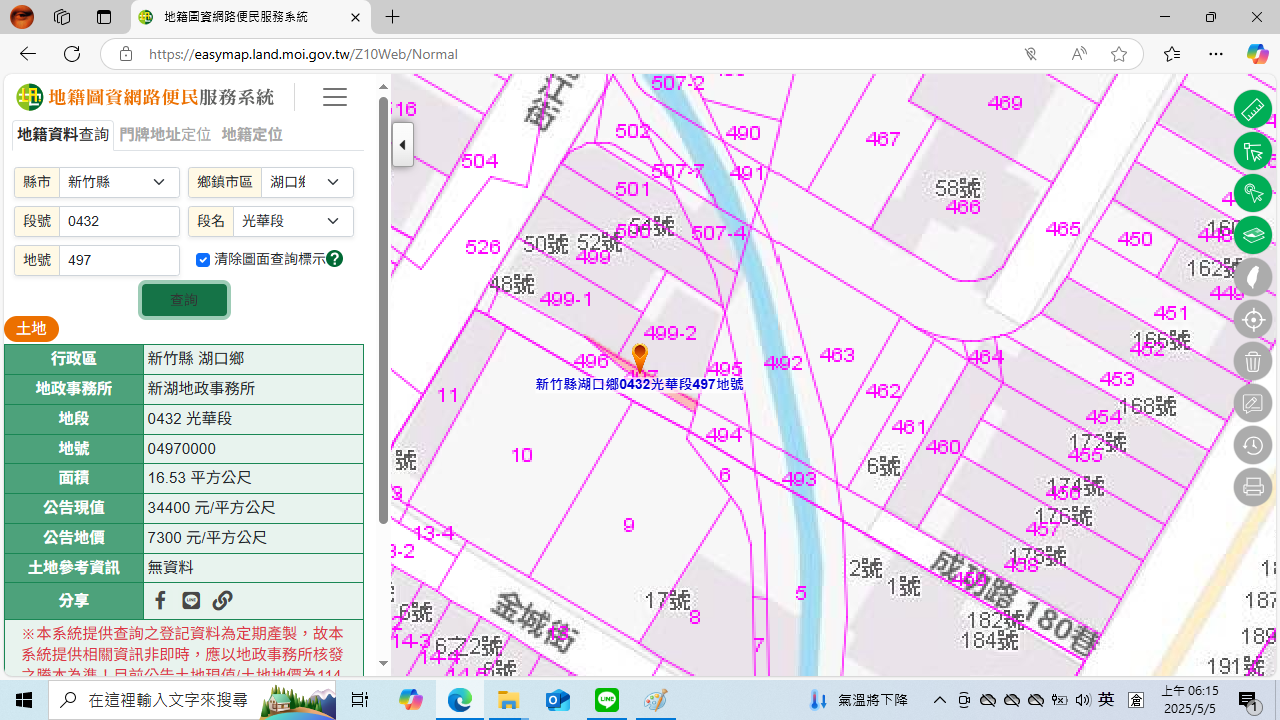 地籍圖資網路便民服務系統
https://easymap.land.moi.gov.tw/Z10Web/Normal
地籍圖資網路便民服務系統
地籍資料查詢 門牌地址定位 地籍定位
縣市 新竹縣 鄉鎮市區 湖口鄉
段號 0432 段名 光華段
地號 497 清除圖面查詢標示
查詢
土地
行政區 新竹縣 湖口鄉
地政事務所 新湖地政事務所
地段 0432 光華段
地號 04970000
面積 16.53 平方公尺
公告現值 34400 元/平方公尺
公告地價 7300 元/平方公尺
土地參考資訊 無資料
分享
※本系統提供查詢之登記資料為定期產製，故本
系統提供相關資訊非即時，應以地政事務所核發
之謄本為準！目前公告土地現值/土地地價為114
507-2
江街
469
516
502
490
467
504
507-7
491
501
58號
466
54號
500
507-4
465
526
50號
52號
499
450
448
160號
162號
449
48號
499-1
451
499-2
166號
452
496
497
495
492
463
464
新竹縣湖口鄉0432光華段497地號
453
11
462
168號
454
494
461
172號
460
455
10
號
6號
6
493
174號
456
176號
457
9
13-4
178號
458
2號
成功路 180巷
459
1號
5
17號
金城街
182號
184號
8
7
6號
14-3
14-4
22號
187
189
191號
在這裡輸入文字來搜尋
氣溫將下降
英
倉
上午 06:15
2025/5/5
1